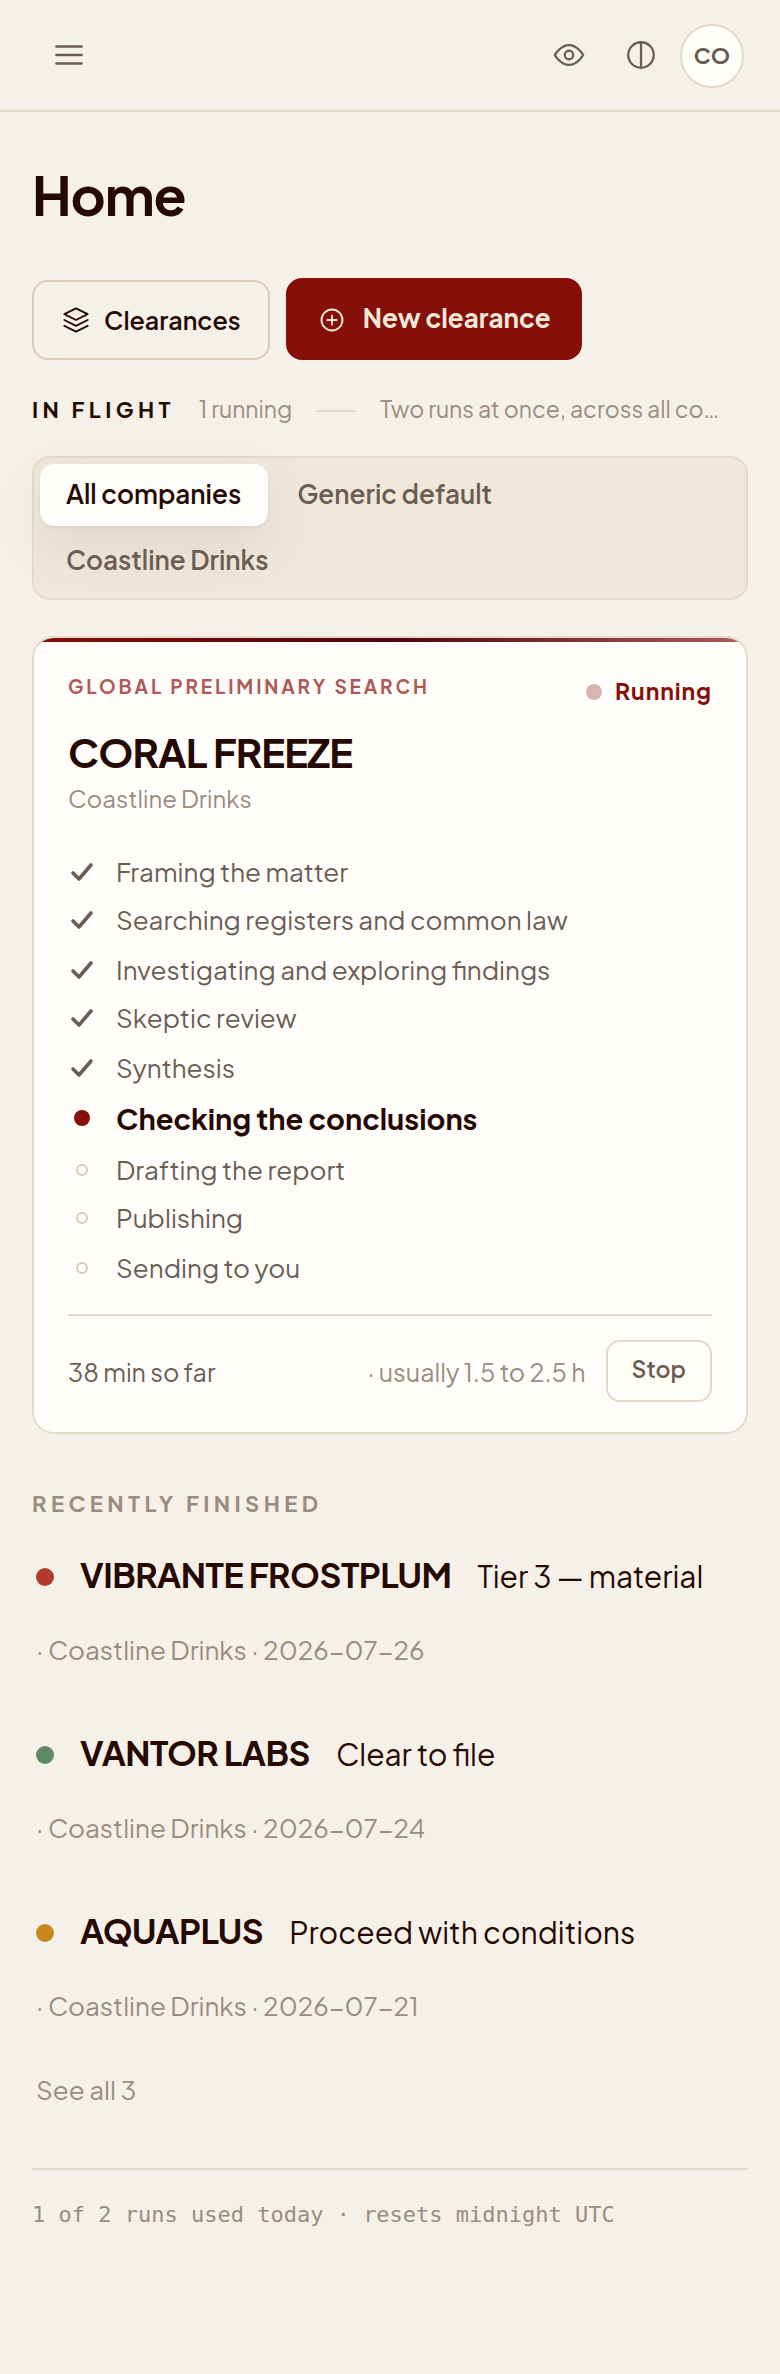 CO
Home
Clearances
New clearance
IN FLIGHT 1 running Two runs at once, across all co…
All companies Generic default
Coastline Drinks
GLOBAL PRELIMINARY SEARCH Running
CORAL FREEZE
Coastline Drinks
Framing the matter
Searching registers and common law
Investigating and exploring findings
Skeptic review
Synthesis
Checking the conclusions
Drafting the report
Publishing
Sending to you
38 min so far · usually 1.5 to 2.5 h Stop
RECENTLY FINISHED
VIBRANTE FROSTPLUM Tier 3 — material
· Coastline Drinks · 2026-07-26
VANTOR LABS Clear to file
· Coastline Drinks · 2026-07-24
AQUAPLUS Proceed with conditions
· Coastline Drinks · 2026-07-21
See all 3
1 of 2 runs used today · resets midnight UTC